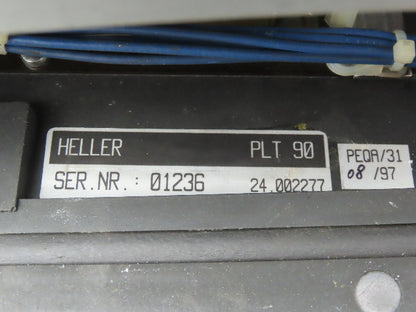 HELLER PLT 90
SER.NR.: 01236 24.002277
PEQA/31
08 /97